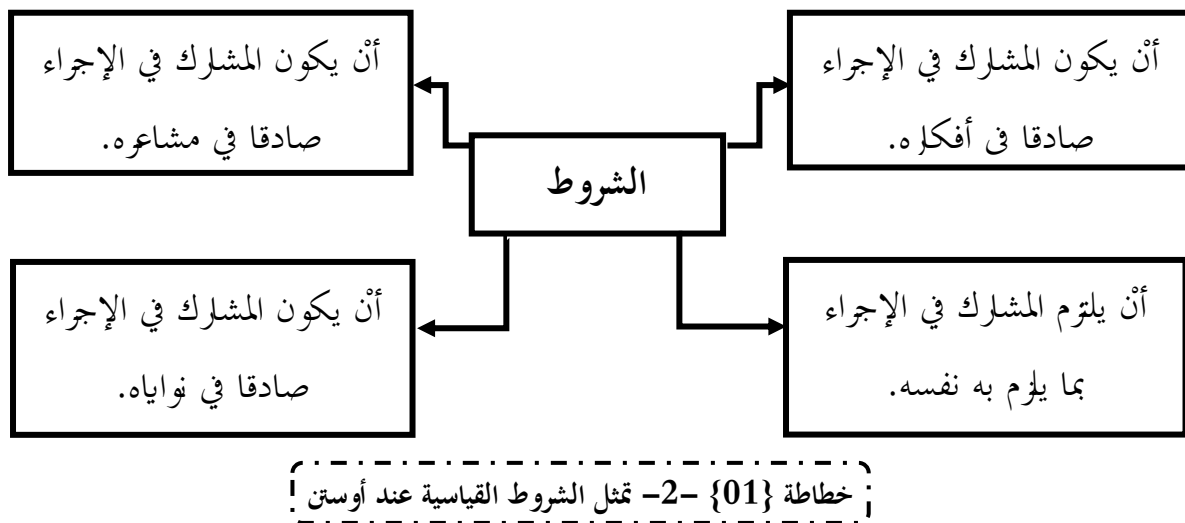 أنْ يكون المشارك في الإجراء
صادقا في أفكاره.
أنْ يكون المشارك في الإجراء
صادقا في مشاعره.
الشروط
أنْ يلتزم المشارك في الإجراء
بما يلزم به نفسه.
أنْ يكون المشارك في الإجراء
صادقا في نواياه.
خطاطة {01} -2- تمثل الشروط القياسية عند أوستن